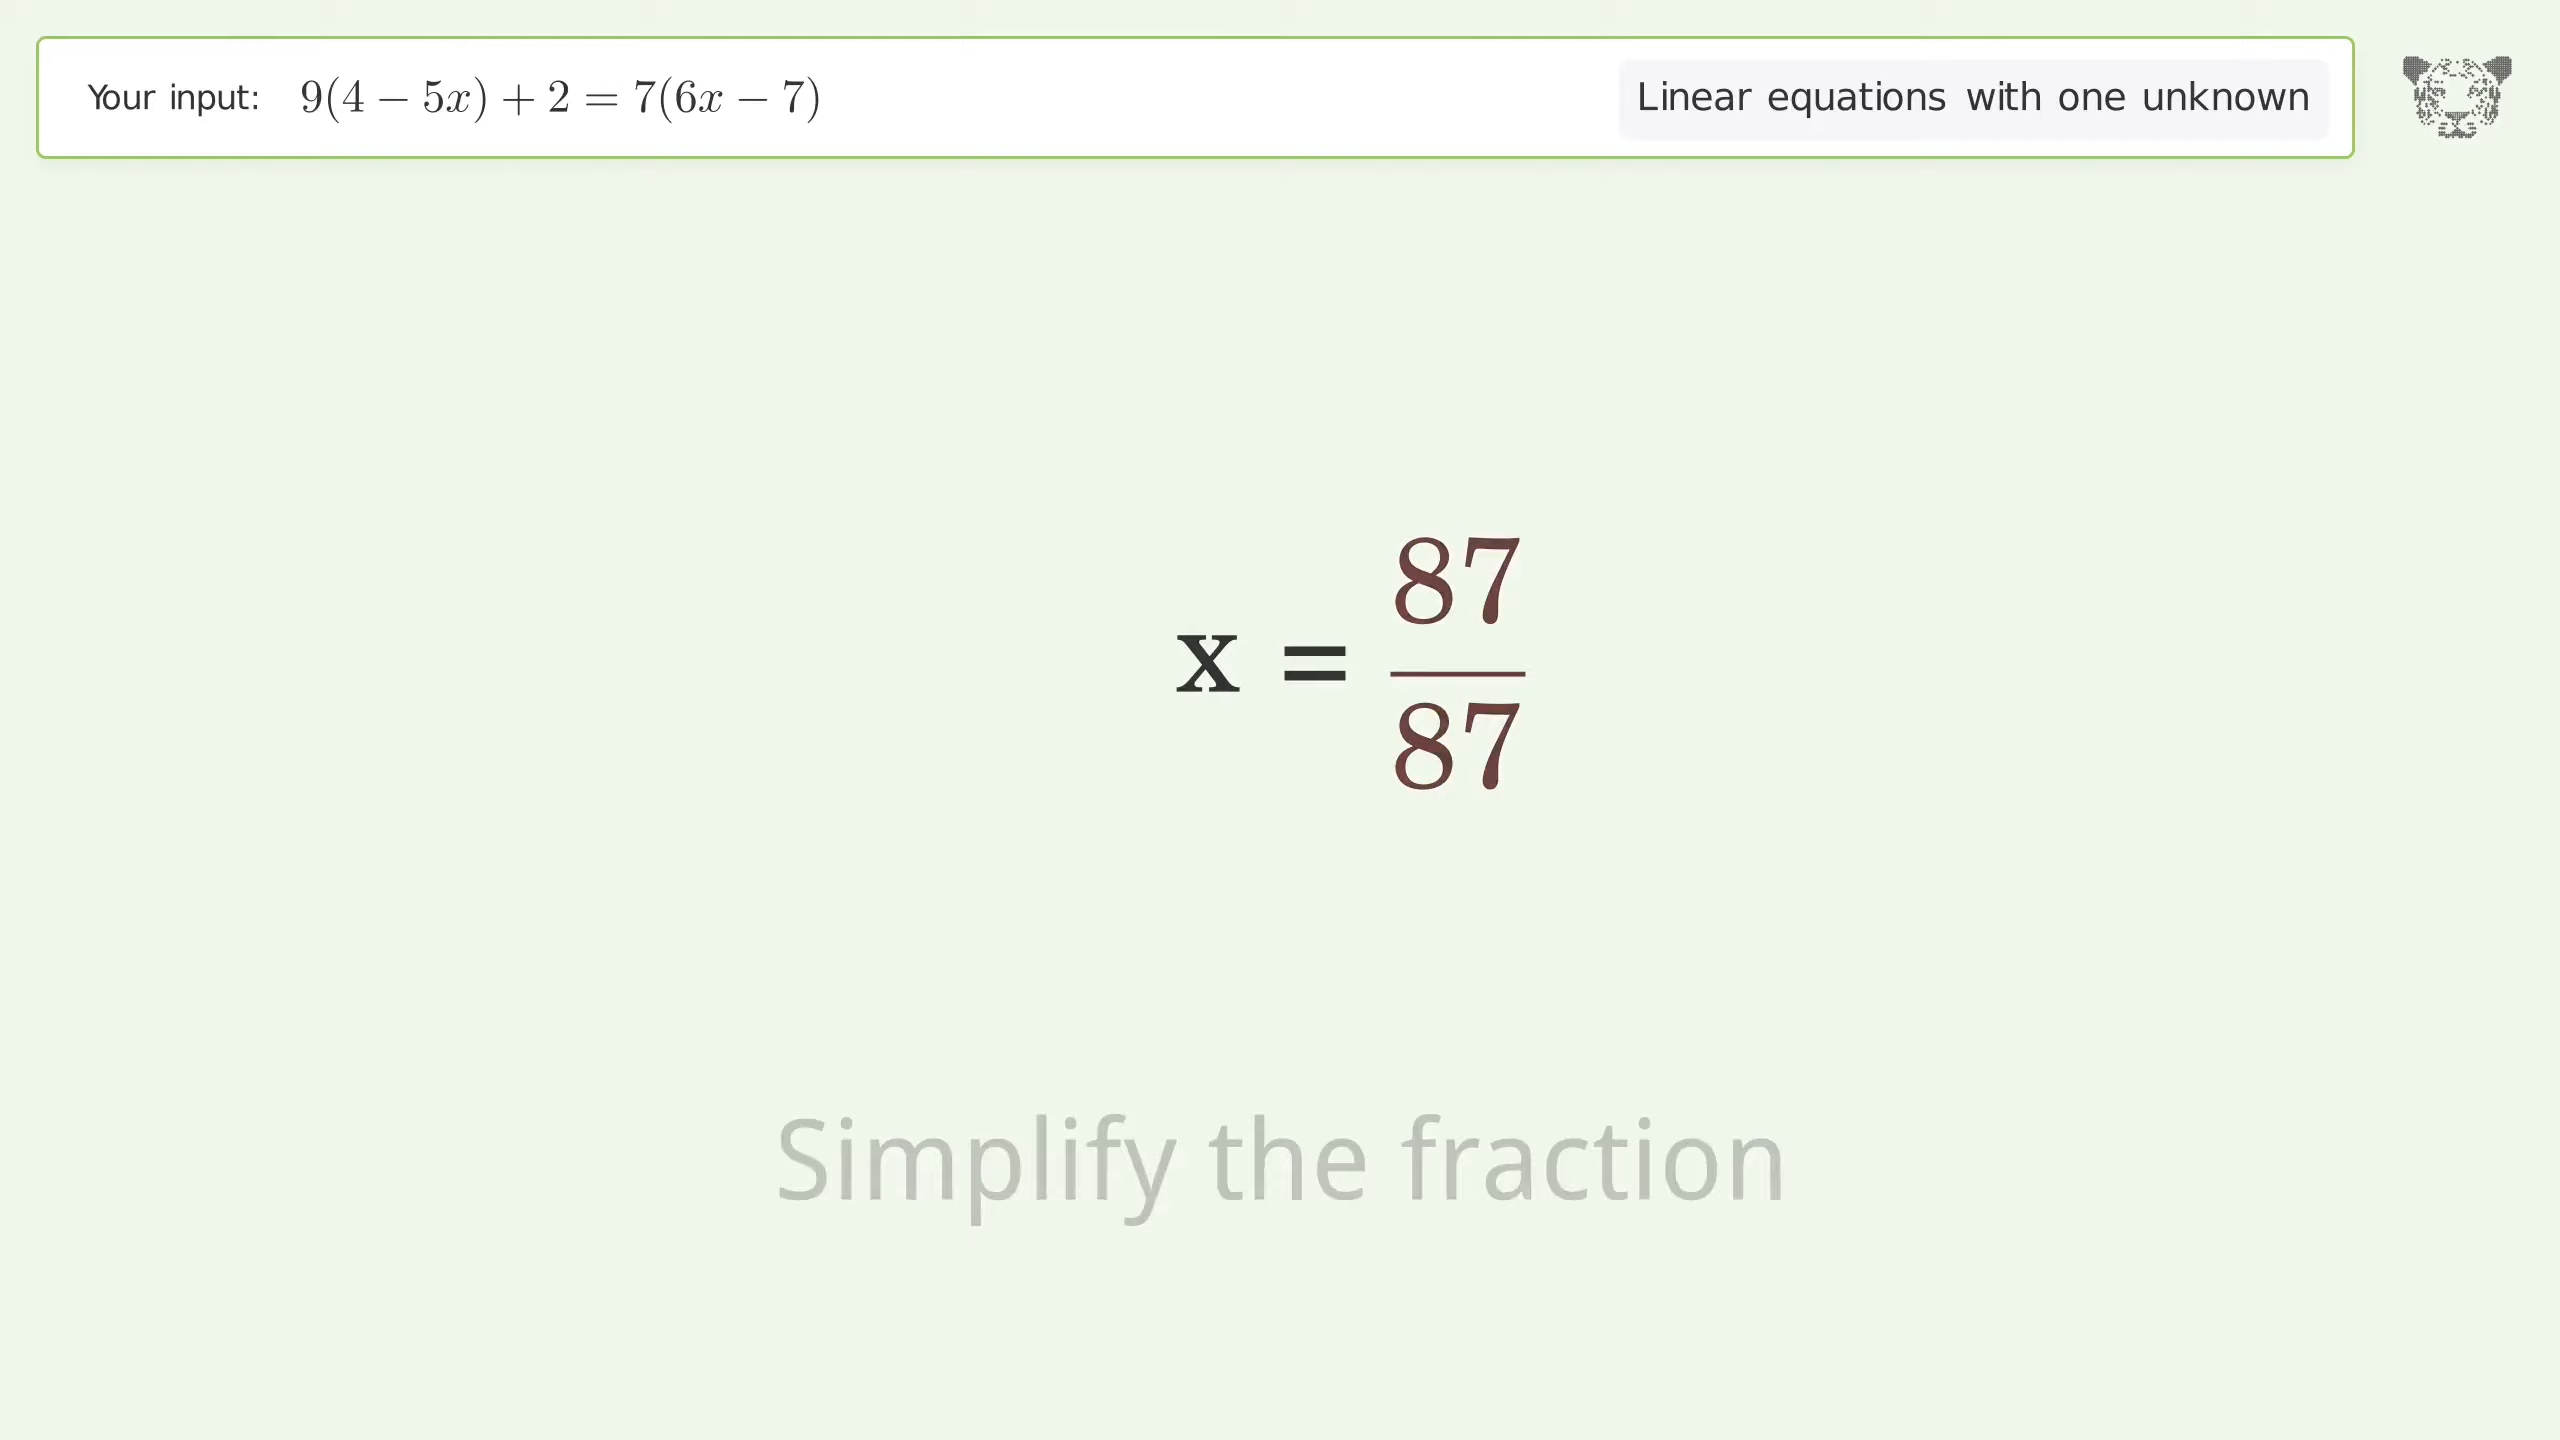 Your input: 9(4 − 5x) + 2 = 7(6x − 7)
Linear equations with one unknown
x = 87/87
Simplify the fraction